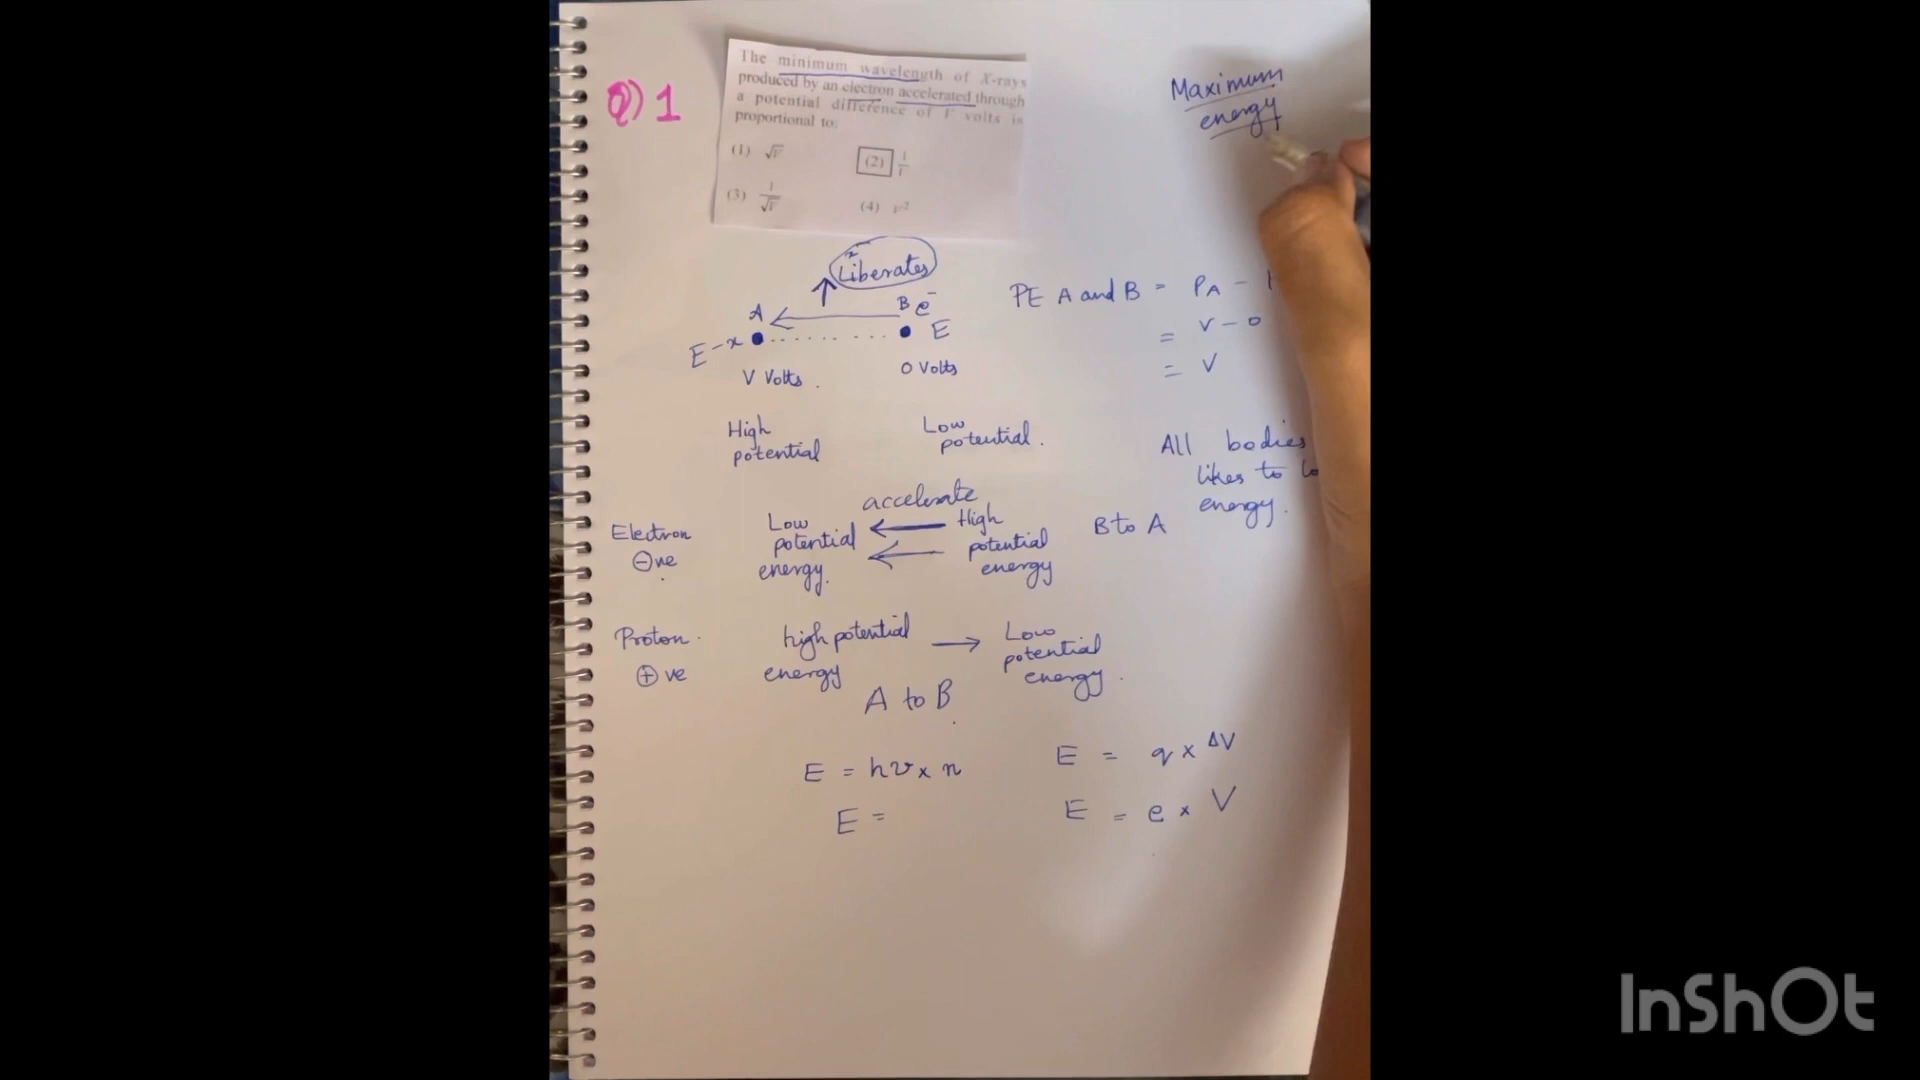 Q) 1
The minimum wavelength of X-rays
produced by an electron accelerated through
a potential difference of V volts is
proportional to:
(1) √V
(2) 1/V
(3) 1/√V
(4) V²
Maximum
energy
Liberates
A
B e⁻
E-x
E
V Volts .
0 Volts
PE A and B = PA -
= V - 0
= V
High
potential
Low
potential .
All bodies
likes to
energy.
accelerate
Electron
⊖ve
Low
potential
energy.
High
potential
energy
B to A
Proton .
⊕ve
high potential
energy
Low
potential
energy .
A to B
E = hν x n
E =
E = q x ΔV
E = e x V
InShOt